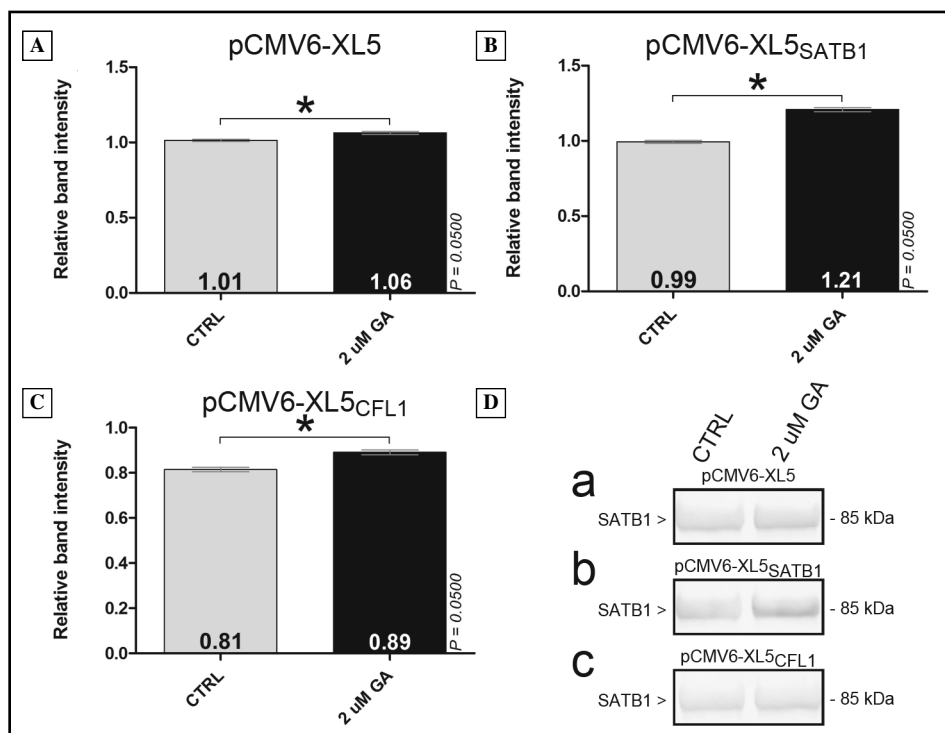 A
pCMV6-XL5
Relative band intensity
1.5
1.0
0.5
0.0
*
1.01
1.06
P = 0.0500
CTRL
2 uM GA
B
pCMV6-XL5SATB1
Relative band intensity
1.5
1.0
0.5
0.0
*
0.99
1.21
P = 0.0500
CTRL
2 uM GA
C
pCMV6-XL5CFL1
Relative band intensity
1.0
0.8
0.6
0.4
0.2
0.0
*
0.81
0.89
P = 0.0500
CTRL
2 uM GA
D
CTRL
2 uM GA
a
pCMV6-XL5
SATB1 >
- 85 kDa
b
pCMV6-XL5SATB1
SATB1 >
- 85 kDa
c
pCMV6-XL5CFL1
SATB1 >
- 85 kDa